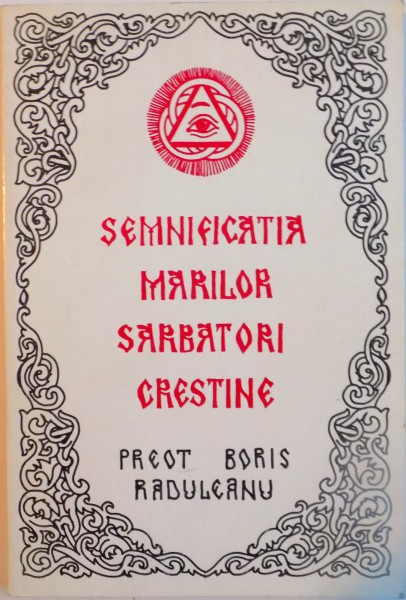 SEMNIFICATIA
MARILOR
SARBATORI
CRESTINE
PREOT BORIS
RADULEANU